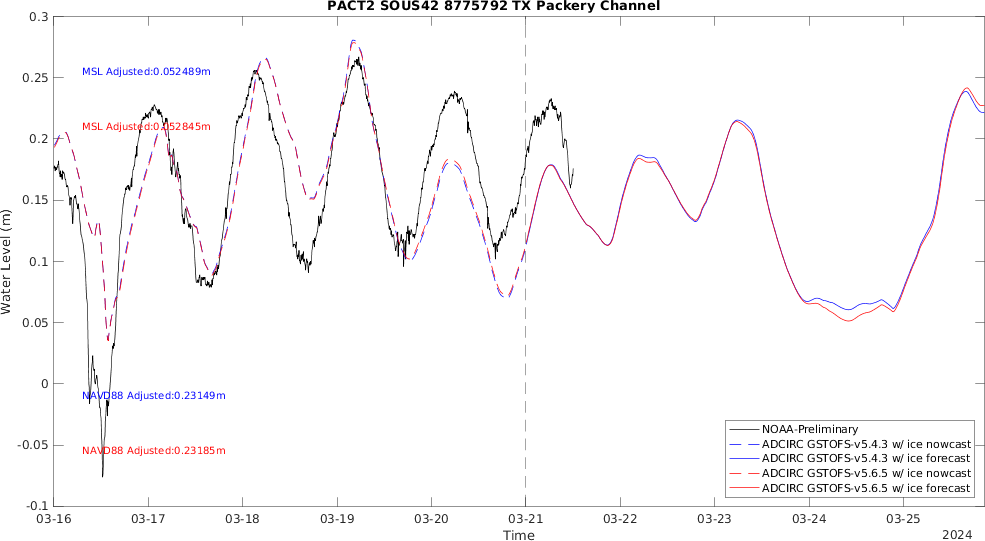 PACT2 SOUS42 8775792 TX Packery Channel
0.3
0.25
0.2
0.15
0.1
0.05
0
-0.05
-0.1
Water Level (m)
MSL Adjusted:0.052489m
MSL Adjusted:0.052845m
NAVD88 Adjusted:0.23149m
NAVD88 Adjusted:0.23185m
NOAA-Preliminary
ADCIRC GSTOFS-v5.4.3 w/ ice nowcast
ADCIRC GSTOFS-v5.4.3 w/ ice forecast
ADCIRC GSTOFS-v5.6.5 w/ ice nowcast
ADCIRC GSTOFS-v5.6.5 w/ ice forecast
03-16 03-17 03-18 03-19 03-20 03-21 03-22 03-23 03-24 03-25
Time
2024